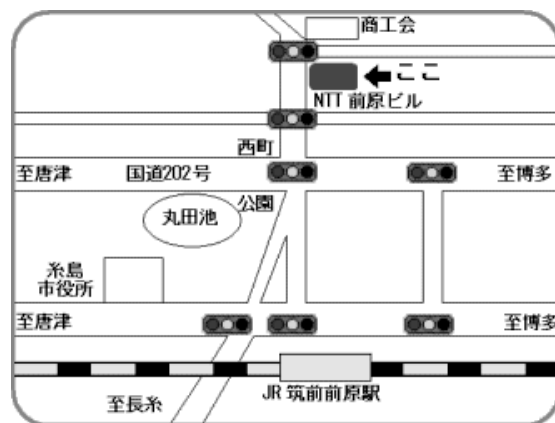 商工会
ここ
NTT 前原ビル
西町
至唐津
国道202号
至博多
公園
丸田池
糸島
市役所
至唐津
至博多
JR 筑前前原駅
至長糸